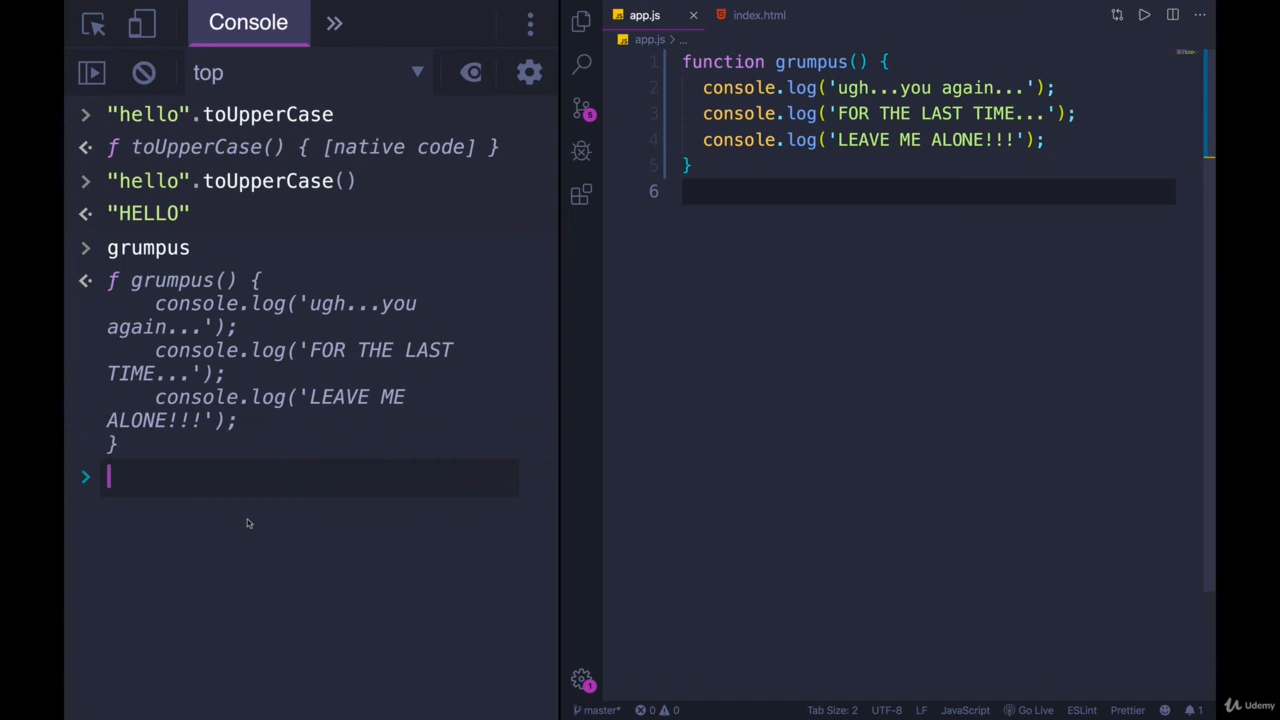 Console
top
"hello".toUpperCase
ƒ toUpperCase() { [native code] }
"hello".toUpperCase()
"HELLO"
grumpus
ƒ grumpus() {
console.log('ugh...you
again...');
console.log('FOR THE LAST
TIME...');
console.log('LEAVE ME
ALONE!!!');
}
app.js
index.html
app.js > ...
1 function grumpus() {
2 console.log('ugh...you again...');
3 console.log('FOR THE LAST TIME...');
4 console.log('LEAVE ME ALONE!!!');
5 }
6
6
1
master* 0 0
Tab Size: 2 UTF-8 LF JavaScript Go Live ESLint Prettier 1
Udemy